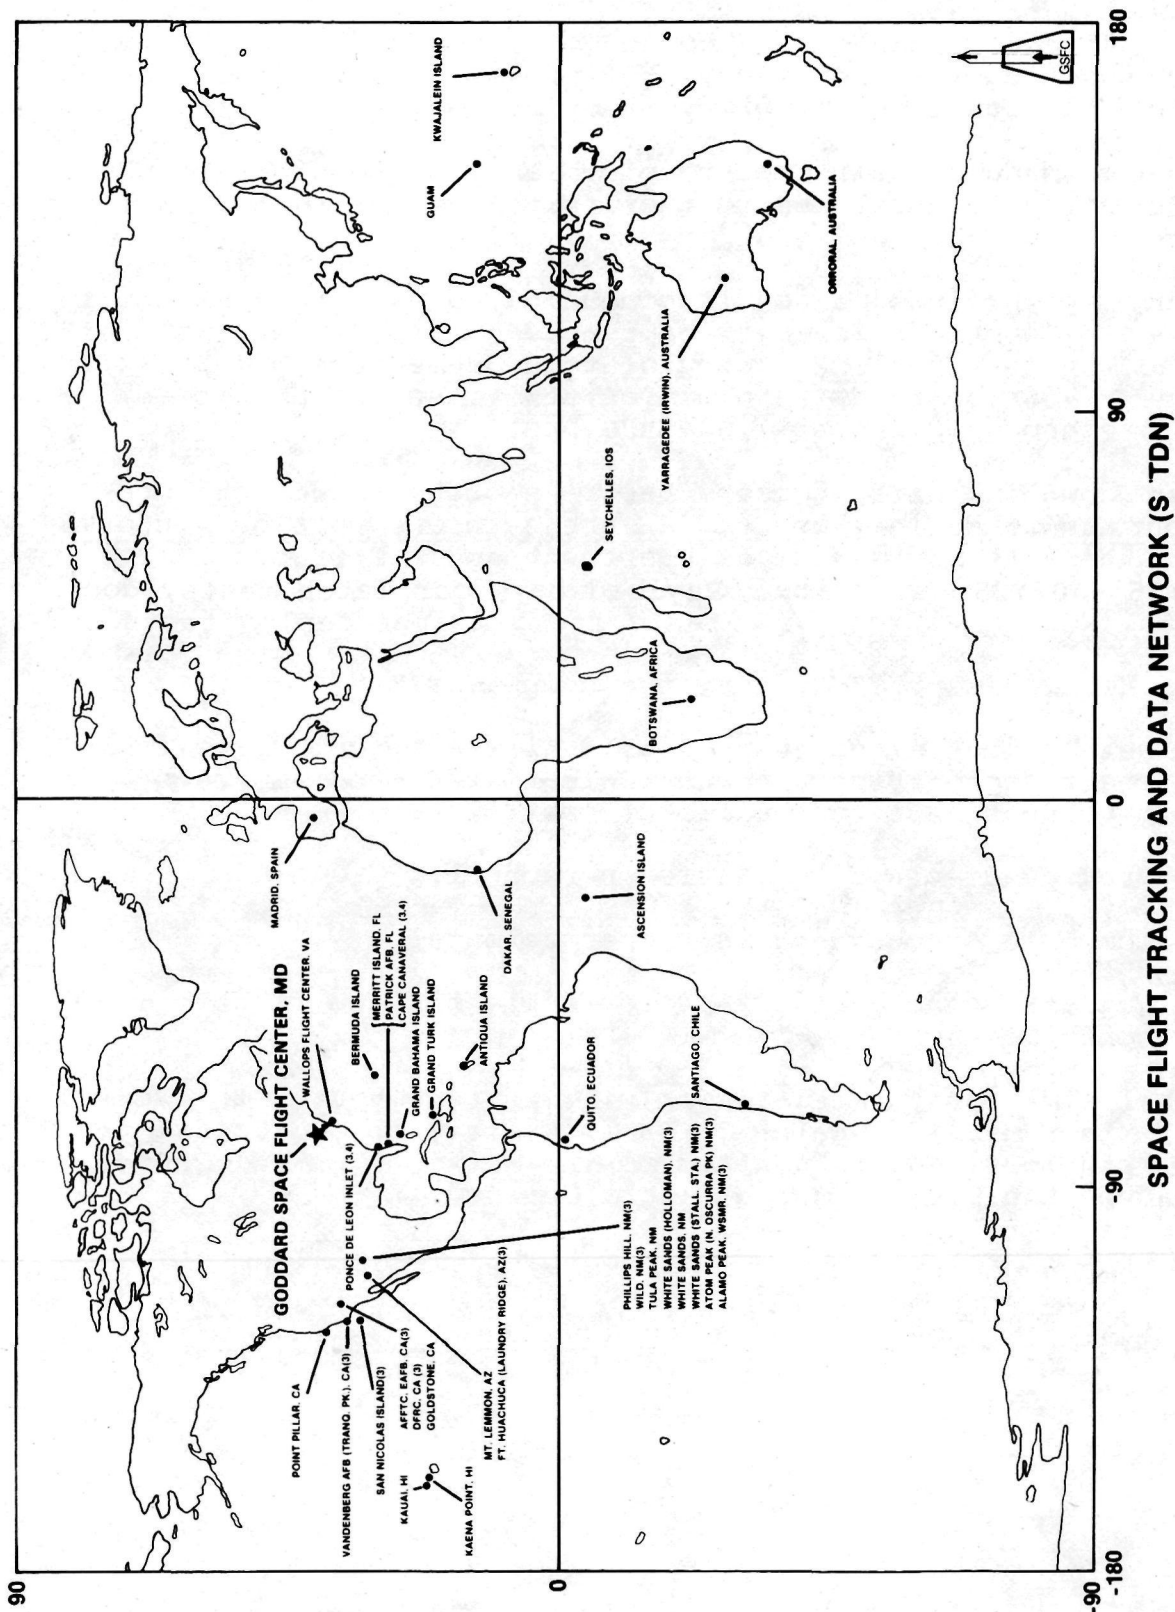 90
0
-90
-180
-90
0
90
180
KWAJALEIN ISLAND
GUAM
ORRORAL, AUSTRALIA
YARRAGEDEE (IRWIN), AUSTRALIA
SEYCHELLES, IOS
BOTSWANA, AFRICA
MADRID, SPAIN
DAKAR, SENEGAL
ASCENSION ISLAND
GODDARD SPACE FLIGHT CENTER, MD
WALLOPS FLIGHT CENTER, VA
BERMUDA ISLAND
MERRITT ISLAND, FL
PATRICK AFB, FL
CAPE CANAVERAL (3,4)
GRAND BAHAMA ISLAND
GRAND TURK ISLAND
ANTIQUA ISLAND
PONCE DE LEON INLET (3,4)
QUITO, ECUADOR
SANTIAGO, CHILE
POINT PILLAR, CA
VANDENBERG AFB (TRANQ. PK.), CA(3)
SAN NICOLAS ISLAND(3)
AFFTC, EAFB, CA(3)
DFRC, CA (3)
GOLDSTONE, CA
KAUAI, HI
KAENA POINT, HI
MT. LEMMON, AZ
FT. HUACHUCA (LAUNDRY RIDGE), AZ(3)
PHILLIPS HILL, NM(3)
WILD, NM(3)
TULA PEAK, NM
WHITE SANDS (HOLLOMAN), NM(3)
WHITE SANDS, NM
WHITE SANDS (STALL. STA.) NM(3)
ATOM PEAK (N. OSCURRA PK) NM(3)
ALAMO PEAK, WSMR, NM(3)
GSFC
SPACE FLIGHT TRACKING AND DATA NETWORK (S TDN)